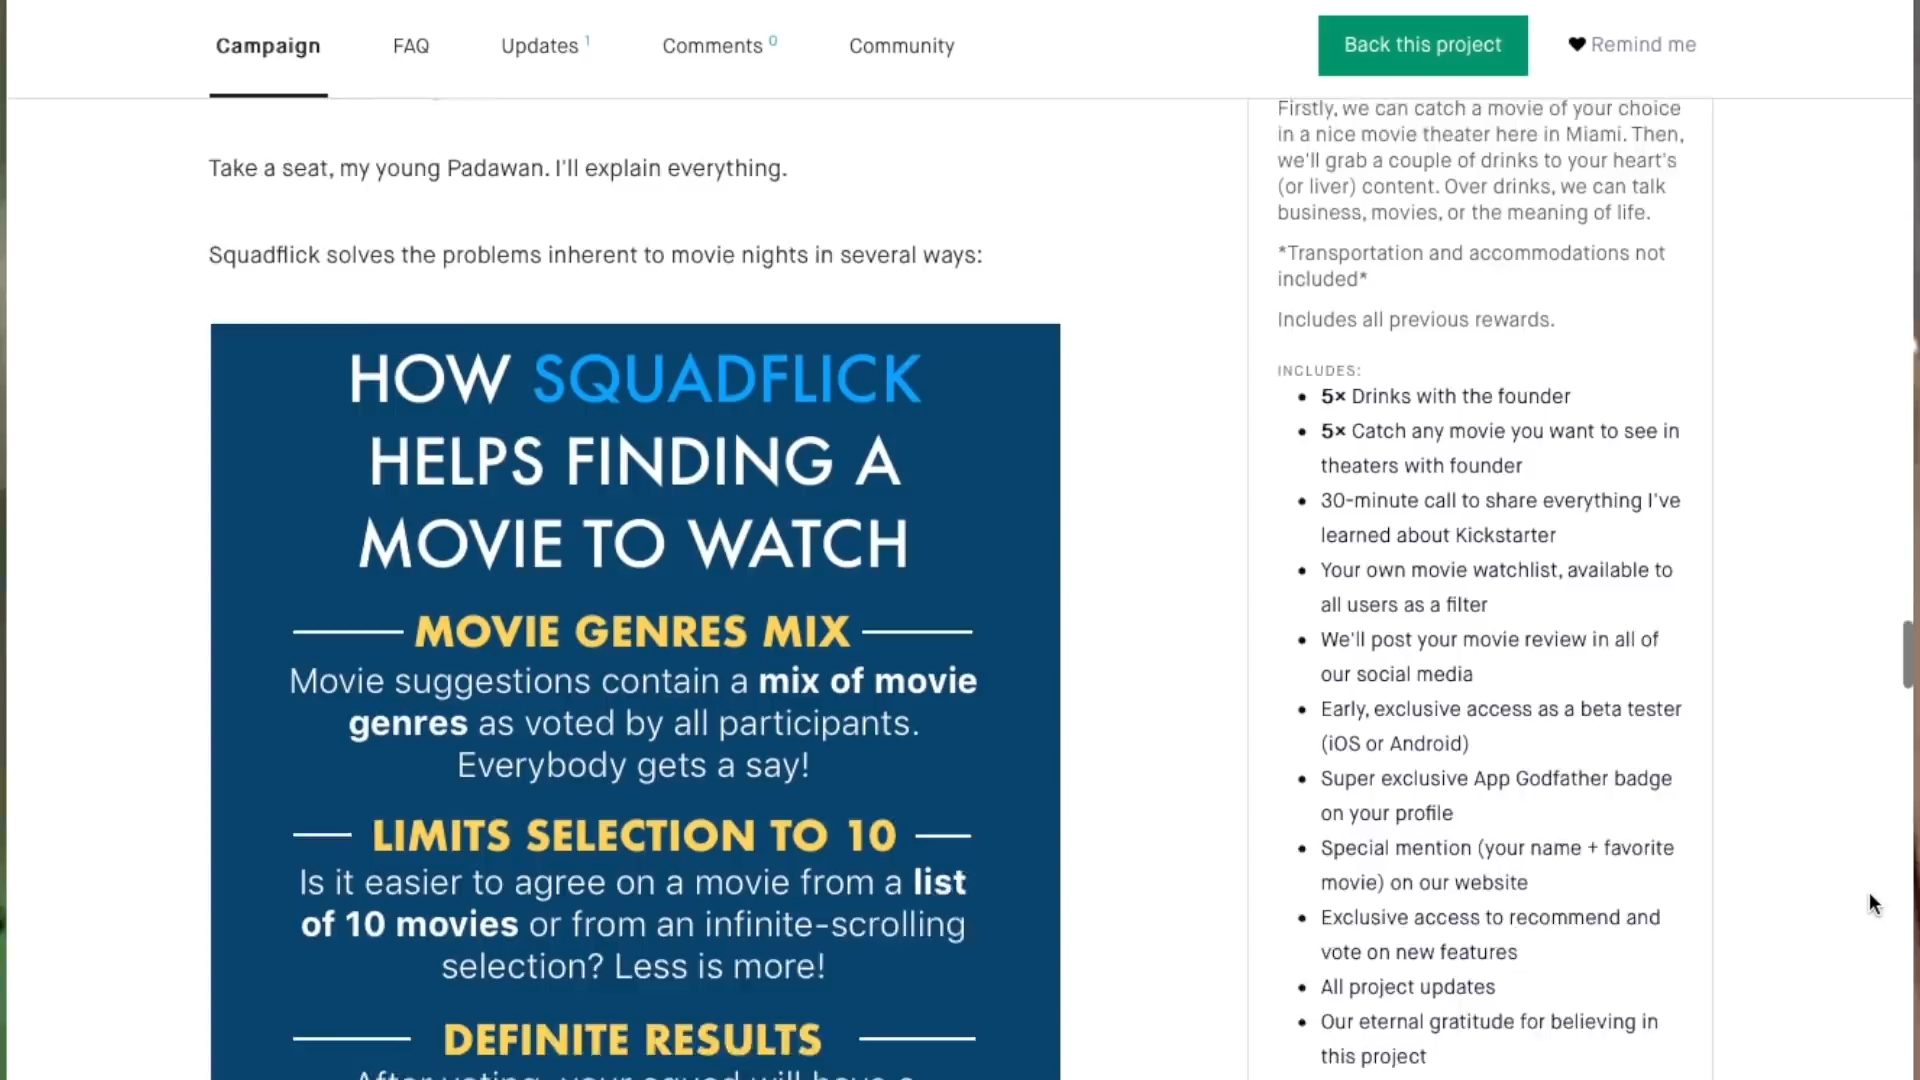 Campaign FAQ Updates 1 Comments 0 Community Back this project Remind me
Take a seat, my young Padawan. I'll explain everything.
Squadflick solves the problems inherent to movie nights in several ways:
HOW SQUADFLICK
HELPS FINDING A
MOVIE TO WATCH
MOVIE GENRES MIX
Movie suggestions contain a mix of movie
genres as voted by all participants.
Everybody gets a say!
LIMITS SELECTION TO 10
Is it easier to agree on a movie from a list
of 10 movies or from an infinite-scrolling
selection? Less is more!
DEFINITE RESULTS
After voting, your squad will have a
Firstly, we can catch a movie of your choice
in a nice movie theater here in Miami. Then,
we'll grab a couple of drinks to your heart's
(or liver) content. Over drinks, we can talk
business, movies, or the meaning of life.
*Transportation and accommodations not
included*
Includes all previous rewards.
INCLUDES:
5× Drinks with the founder
5× Catch any movie you want to see in
theaters with founder
30-minute call to share everything I've
learned about Kickstarter
Your own movie watchlist, available to
all users as a filter
We'll post your movie review in all of
our social media
Early, exclusive access as a beta tester
(iOS or Android)
Super exclusive App Godfather badge
on your profile
Special mention (your name + favorite
movie) on our website
Exclusive access to recommend and
vote on new features
All project updates
Our eternal gratitude for believing in
this project